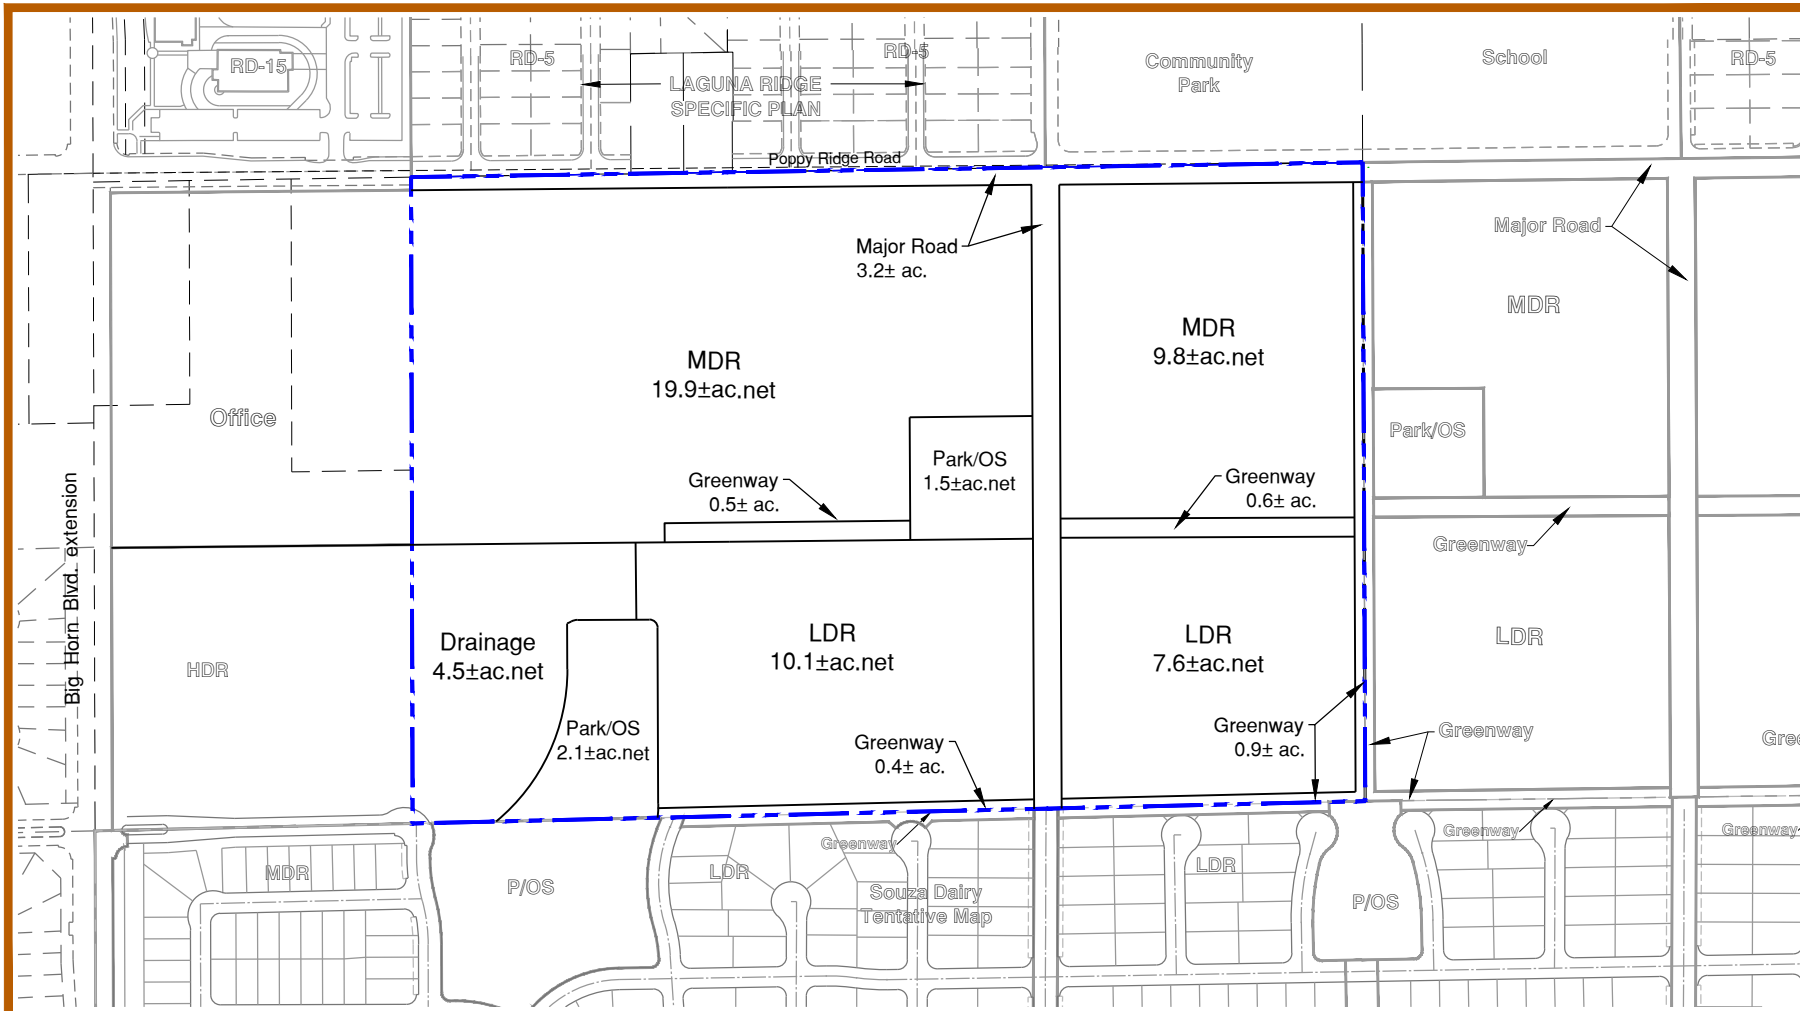 RD-15
RD-5
RD-5
LAGUNA RIDGE
SPECIFIC PLAN
Community
Park
School
RD-5
Poppy Ridge Road
Major Road
3.2± ac.
Major Road
MDR
19.9±ac.net
MDR
9.8±ac.net
MDR
Office
Park/OS
1.5±ac.net
Park/OS
Greenway
0.5± ac.
Greenway
0.6± ac.
Greenway
Big Horn Blvd. extension
HDR
Drainage
4.5±ac.net
LDR
10.1±ac.net
LDR
7.6±ac.net
LDR
Park/OS
2.1±ac.net
Greenway
0.4± ac.
Greenway
0.9± ac.
Greenway
Gree
Greenway
Greenway
Greenway
MDR
P/OS
LDR
Souza Dairy
Tentative Map
LDR
P/OS